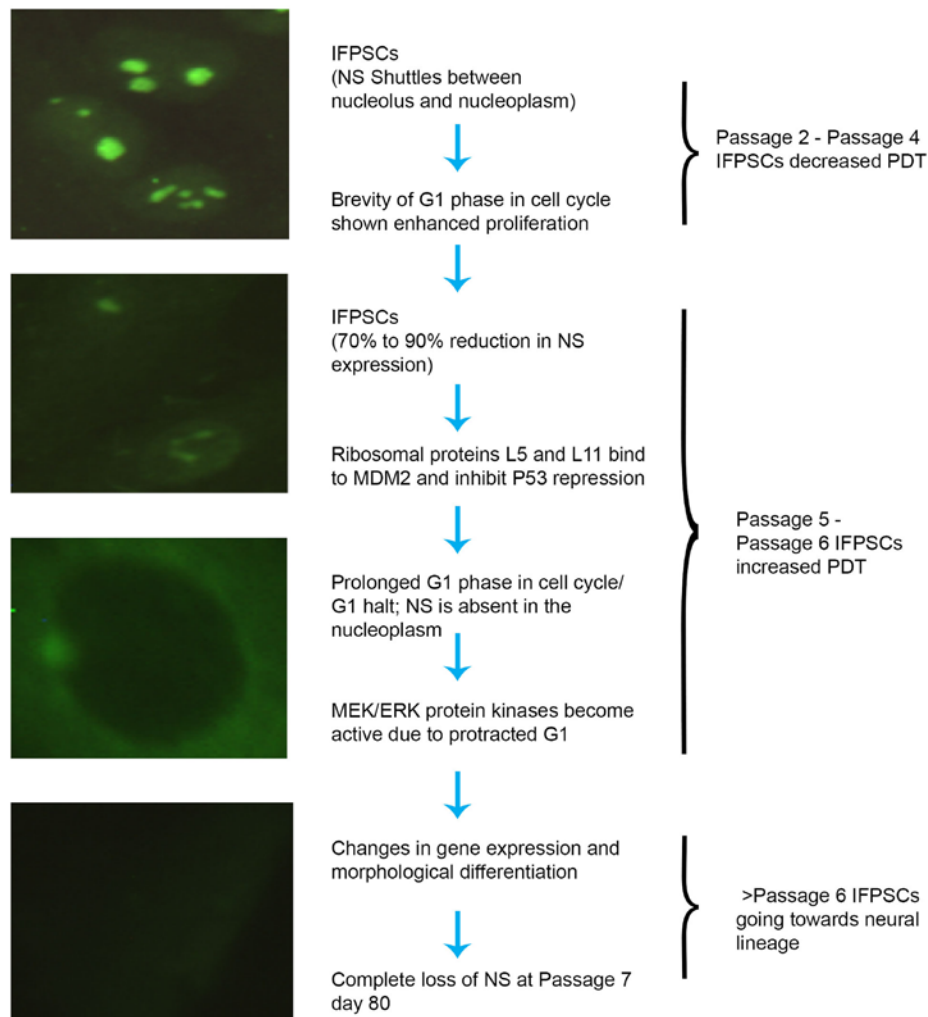 IFPSCs
(NS Shuttles between
nucleolus and nucleoplasm)
Brevity of G1 phase in cell cycle
shown enhanced proliferation
Passage 2 - Passage 4
IFPSCs decreased PDT
IFPSCs
(70% to 90% reduction in NS
expression)
Ribosomal proteins L5 and L11 bind
to MDM2 and inhibit P53 repression
Prolonged G1 phase in cell cycle/
G1 halt; NS is absent in the
nucleoplasm
MEK/ERK protein kinases become
active due to protracted G1
Passage 5 -
Passage 6 IFPSCs
increased PDT
Changes in gene expression and
morphological differentiation
Complete loss of NS at Passage 7
day 80
>Passage 6 IFPSCs
going towards neural
lineage